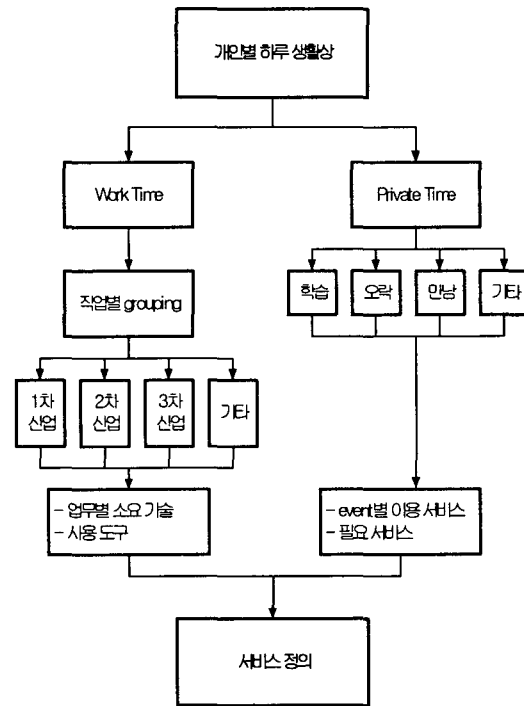 개인별 하루 생활상
Work Time
Private Time
학습
오락
만남
기타
직업별 grouping
1차
산업
2차
산업
3차
산업
기타
- 업무별 소요 기술
- 사용 도구
- event별 이용 서비스
- 필요 서비스
서비스 정의